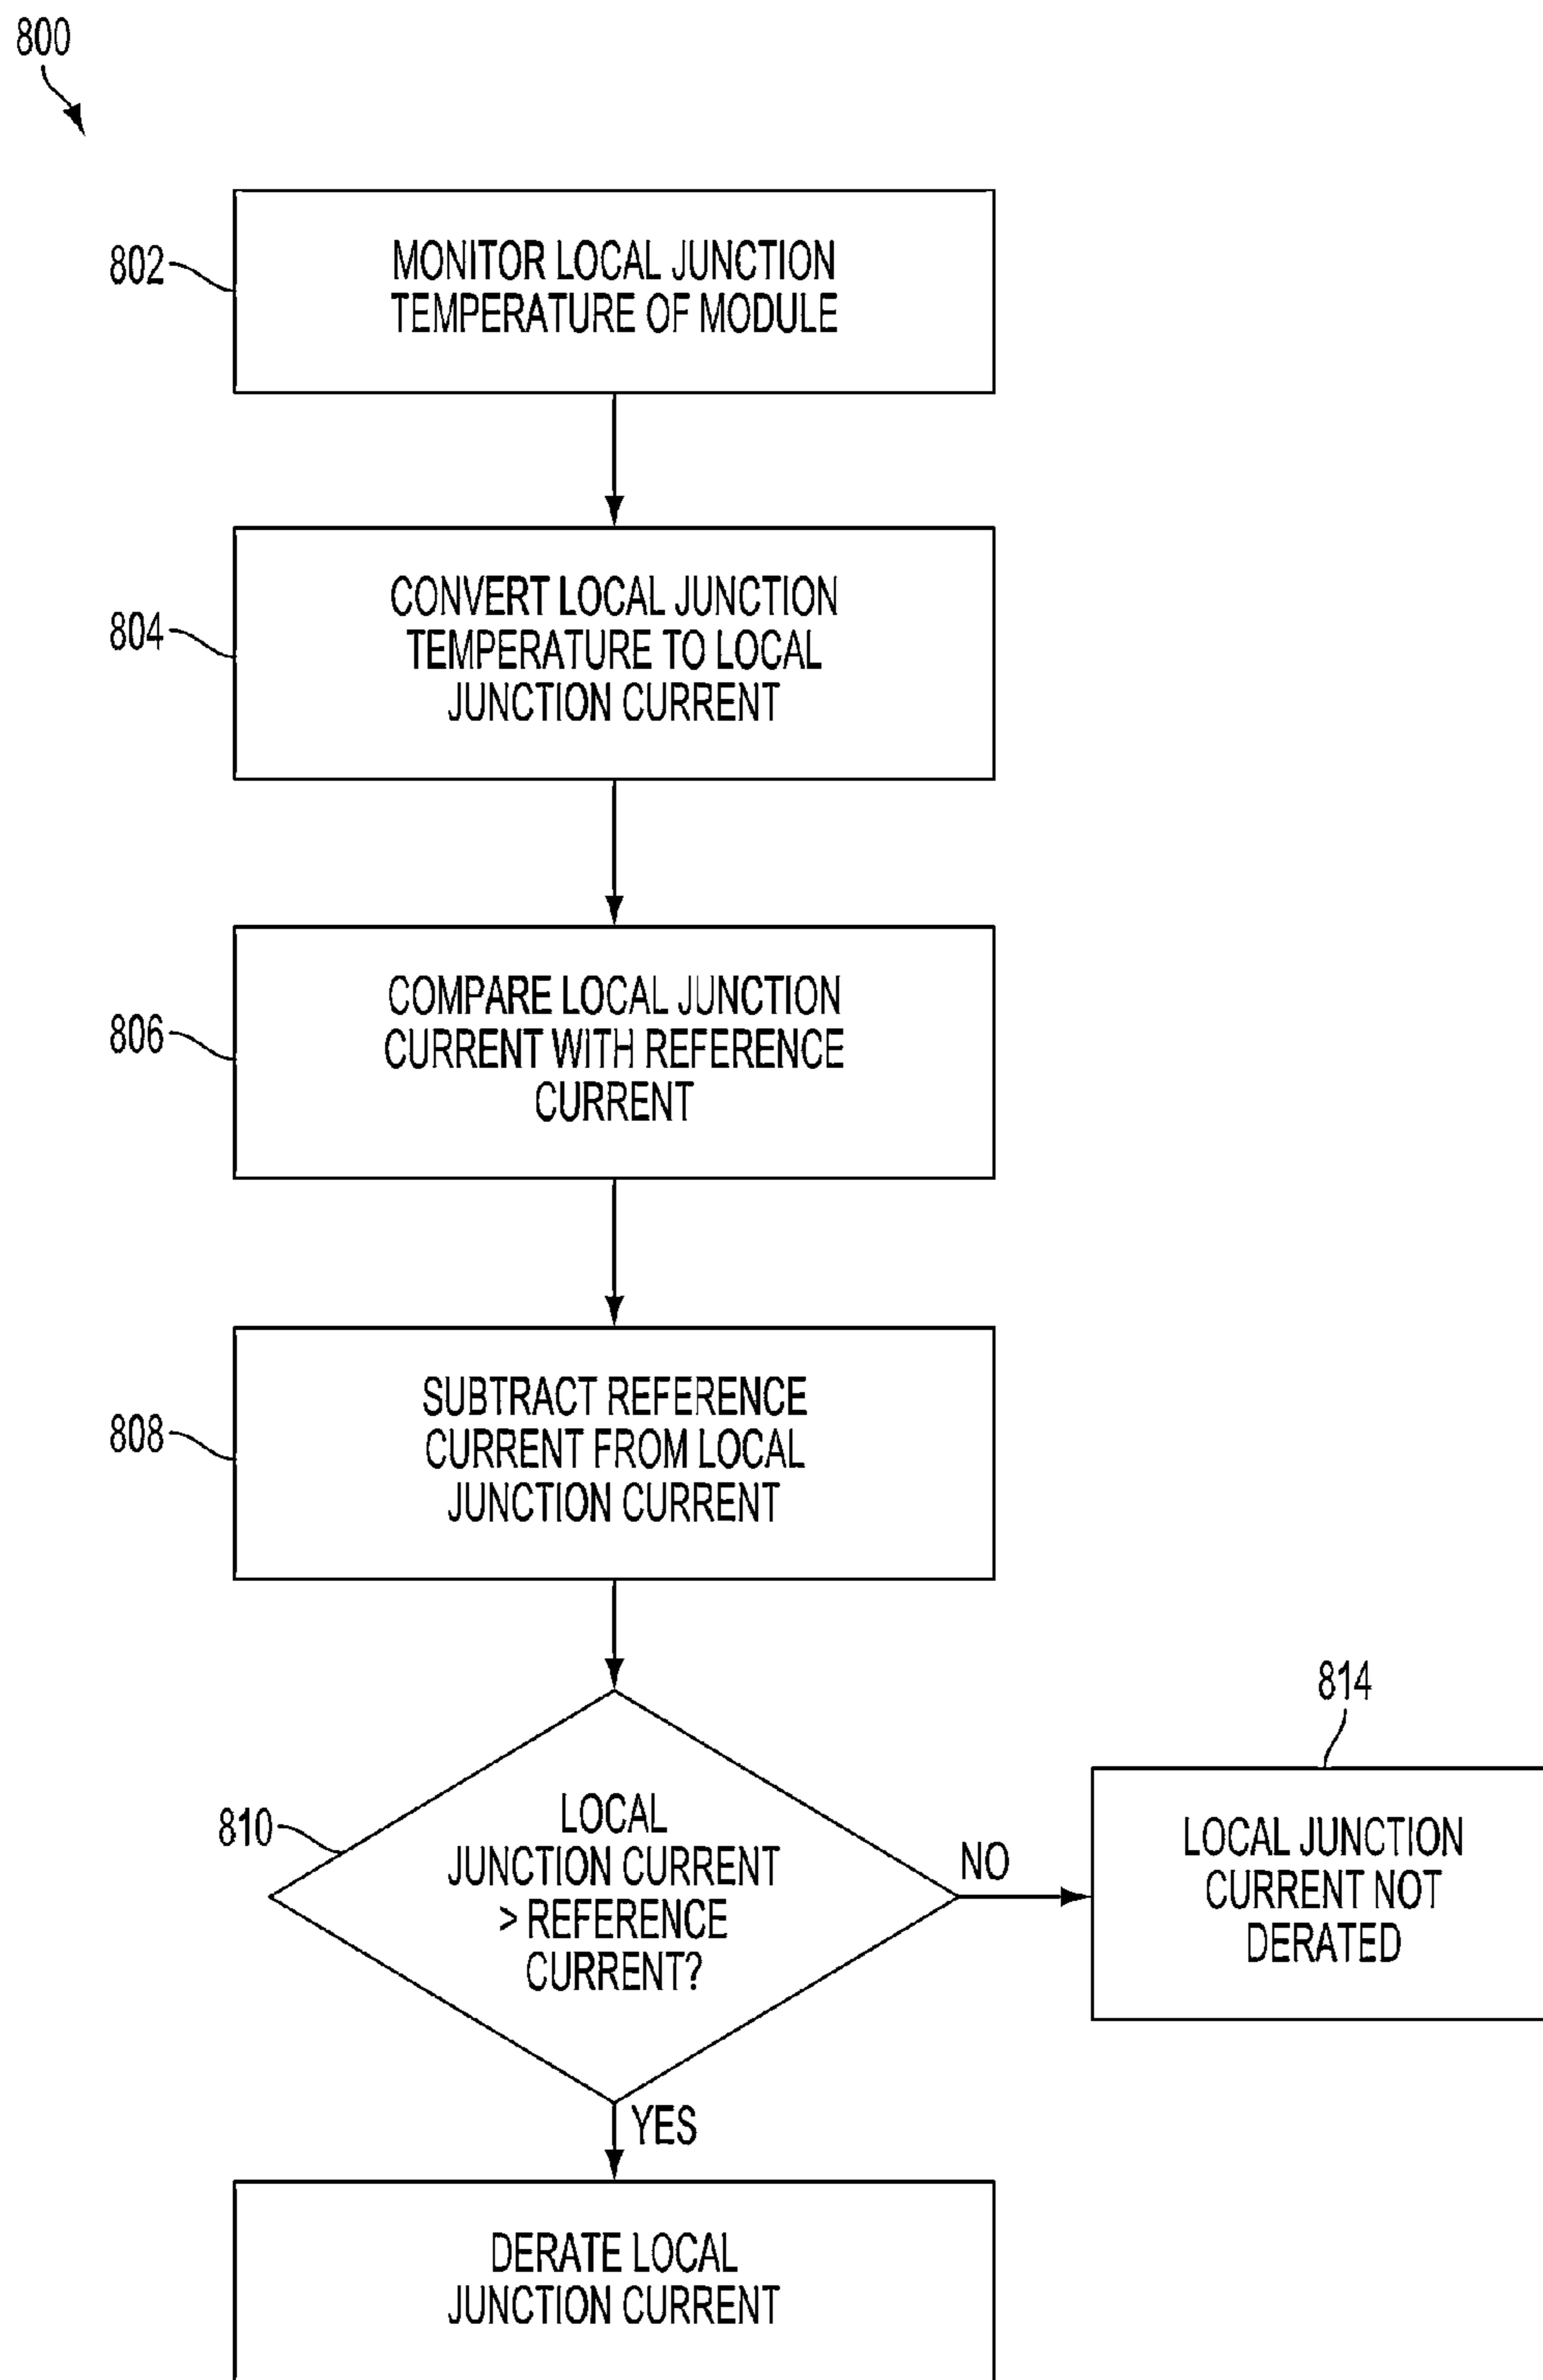 800
802
MONITOR LOCAL JUNCTION
TEMPERATURE OF MODULE
804
CONVERT LOCAL JUNCTION
TEMPERATURE TO LOCAL
JUNCTION CURRENT
806
COMPARE LOCAL JUNCTION
CURRENT WITH REFERENCE
CURRENT
808
SUBTRACT REFERENCE
CURRENT FROM LOCAL
JUNCTION CURRENT
810
LOCAL
JUNCTION CURRENT
> REFERENCE
CURRENT?
NO
814
LOCAL JUNCTION
CURRENT NOT
DERATED
YES
DERATE LOCAL
JUNCTION CURRENT